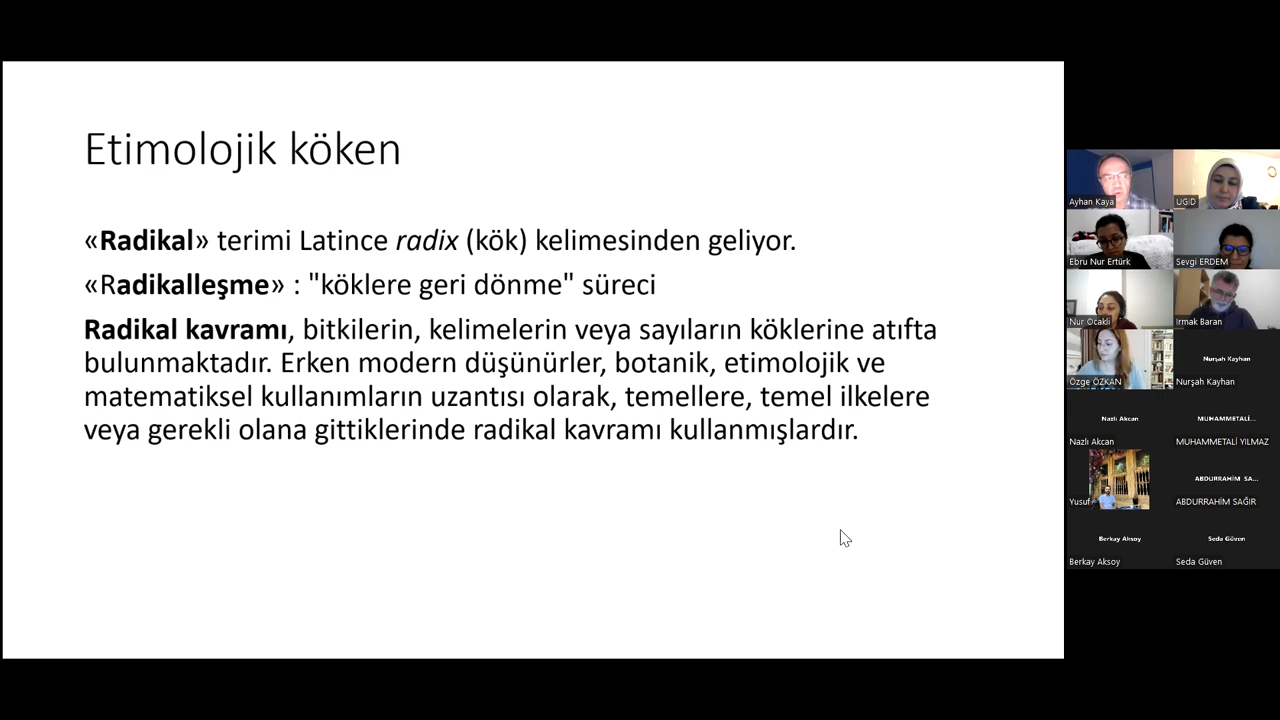 Etimolojik köken
«Radikal» terimi Latince radix (kök) kelimesinden geliyor.
«Radikalleşme» : "köklere geri dönme" süreci
Radikal kavramı, bitkilerin, kelimelerin veya sayıların köklerine atıfta
bulunmaktadır. Erken modern düşünürler, botanik, etimolojik ve
matematiksel kullanımların uzantısı olarak, temellere, temel ilkelere
veya gerekli olana gittiklerinde radikal kavramı kullanmışlardır.
Ayhan Kaya
UGİD
Ebru Nur Ertürk
Sevgi ERDEM
Nur Ocakli
Irmak Baran
Özge ÖZKAN
Nurşah Kayhan
Nurşah Kayhan
Nazlı Akcan
Nazlı Akcan
MUHAMMETALİ...
MUHAMMETALİ YILMAZ
Yusuf
ABDURRAHİM SA...
ABDURRAHİM SAĞIR
Berkay Aksoy
Berkay Aksoy
Seda Güven
Seda Güven